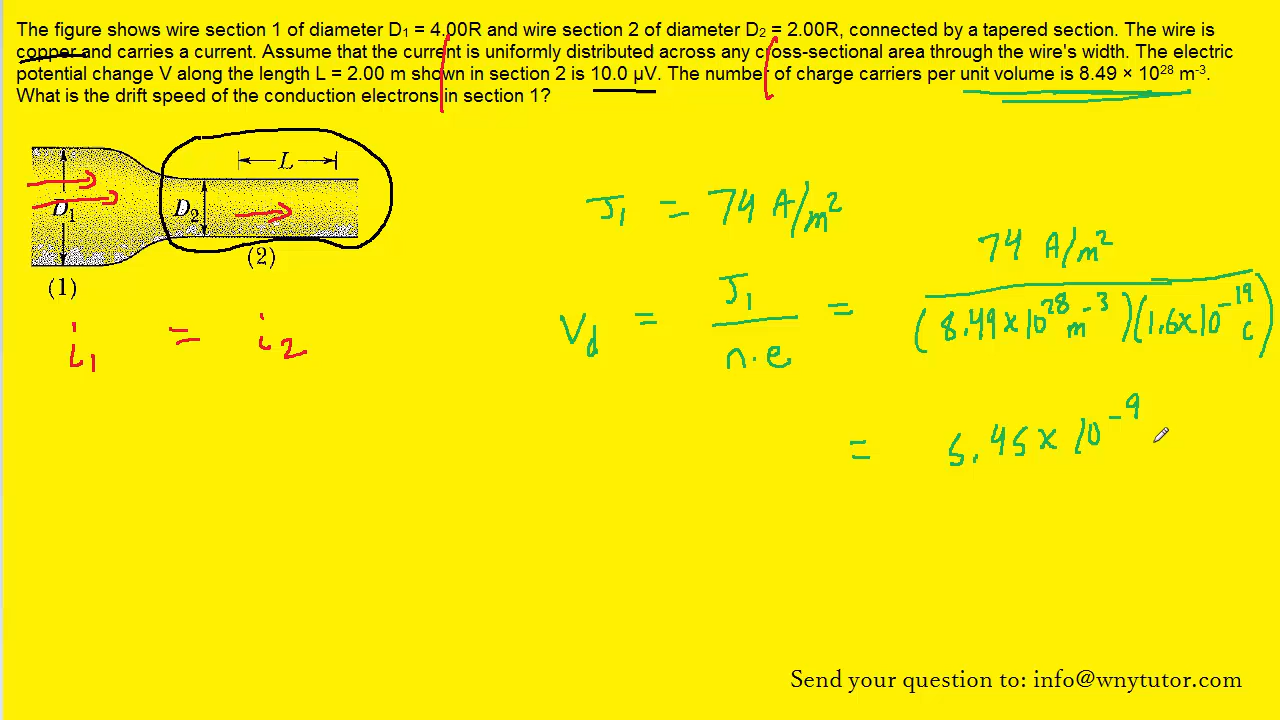 The figure shows wire section 1 of diameter D₁ = 4.00R and wire section 2 of diameter D₂ = 2.00R, connected by a tapered section. The wire is
copper and carries a current. Assume that the current is uniformly distributed across any cross-sectional area through the wire's width. The electric
potential change V along the length L = 2.00 m shown in section 2 is 10.0 µV. The number of charge carriers per unit volume is 8.49 × 10²⁸ m⁻³.
What is the drift speed of the conduction electrons in section 1?
L
D₁
D₂
(2)
(1)
i₁ = i₂
J₁ = 74 A/m²
V_d = J₁ / n·e = 74 A/m² / (8.49 x 10²⁸ m⁻³)(1.6 x 10⁻¹⁹ C)
= 5.45 x 10⁻⁹
Send your question to: info@wnytutor.com